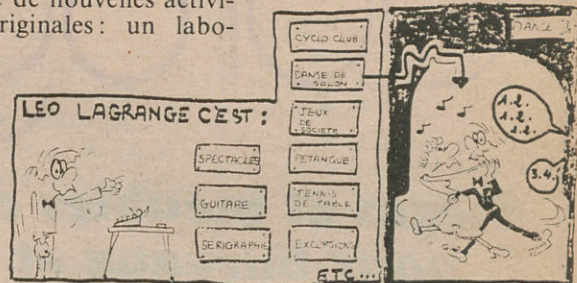 de nouvelles activi-
riginales: un labo-
LEO LAGRANGE C'EST :
SPECTACLES
GUITARE
SERIGRAPHIE
CYCLO CLUB
DANSE DE
SALON
JEUX
DE
SOCIETE
PETANQUE
TENNIS
DE TABLE
EXCURSIONS
ETC...
DANCE
1.2.
1.2.
1.2.
3.4.